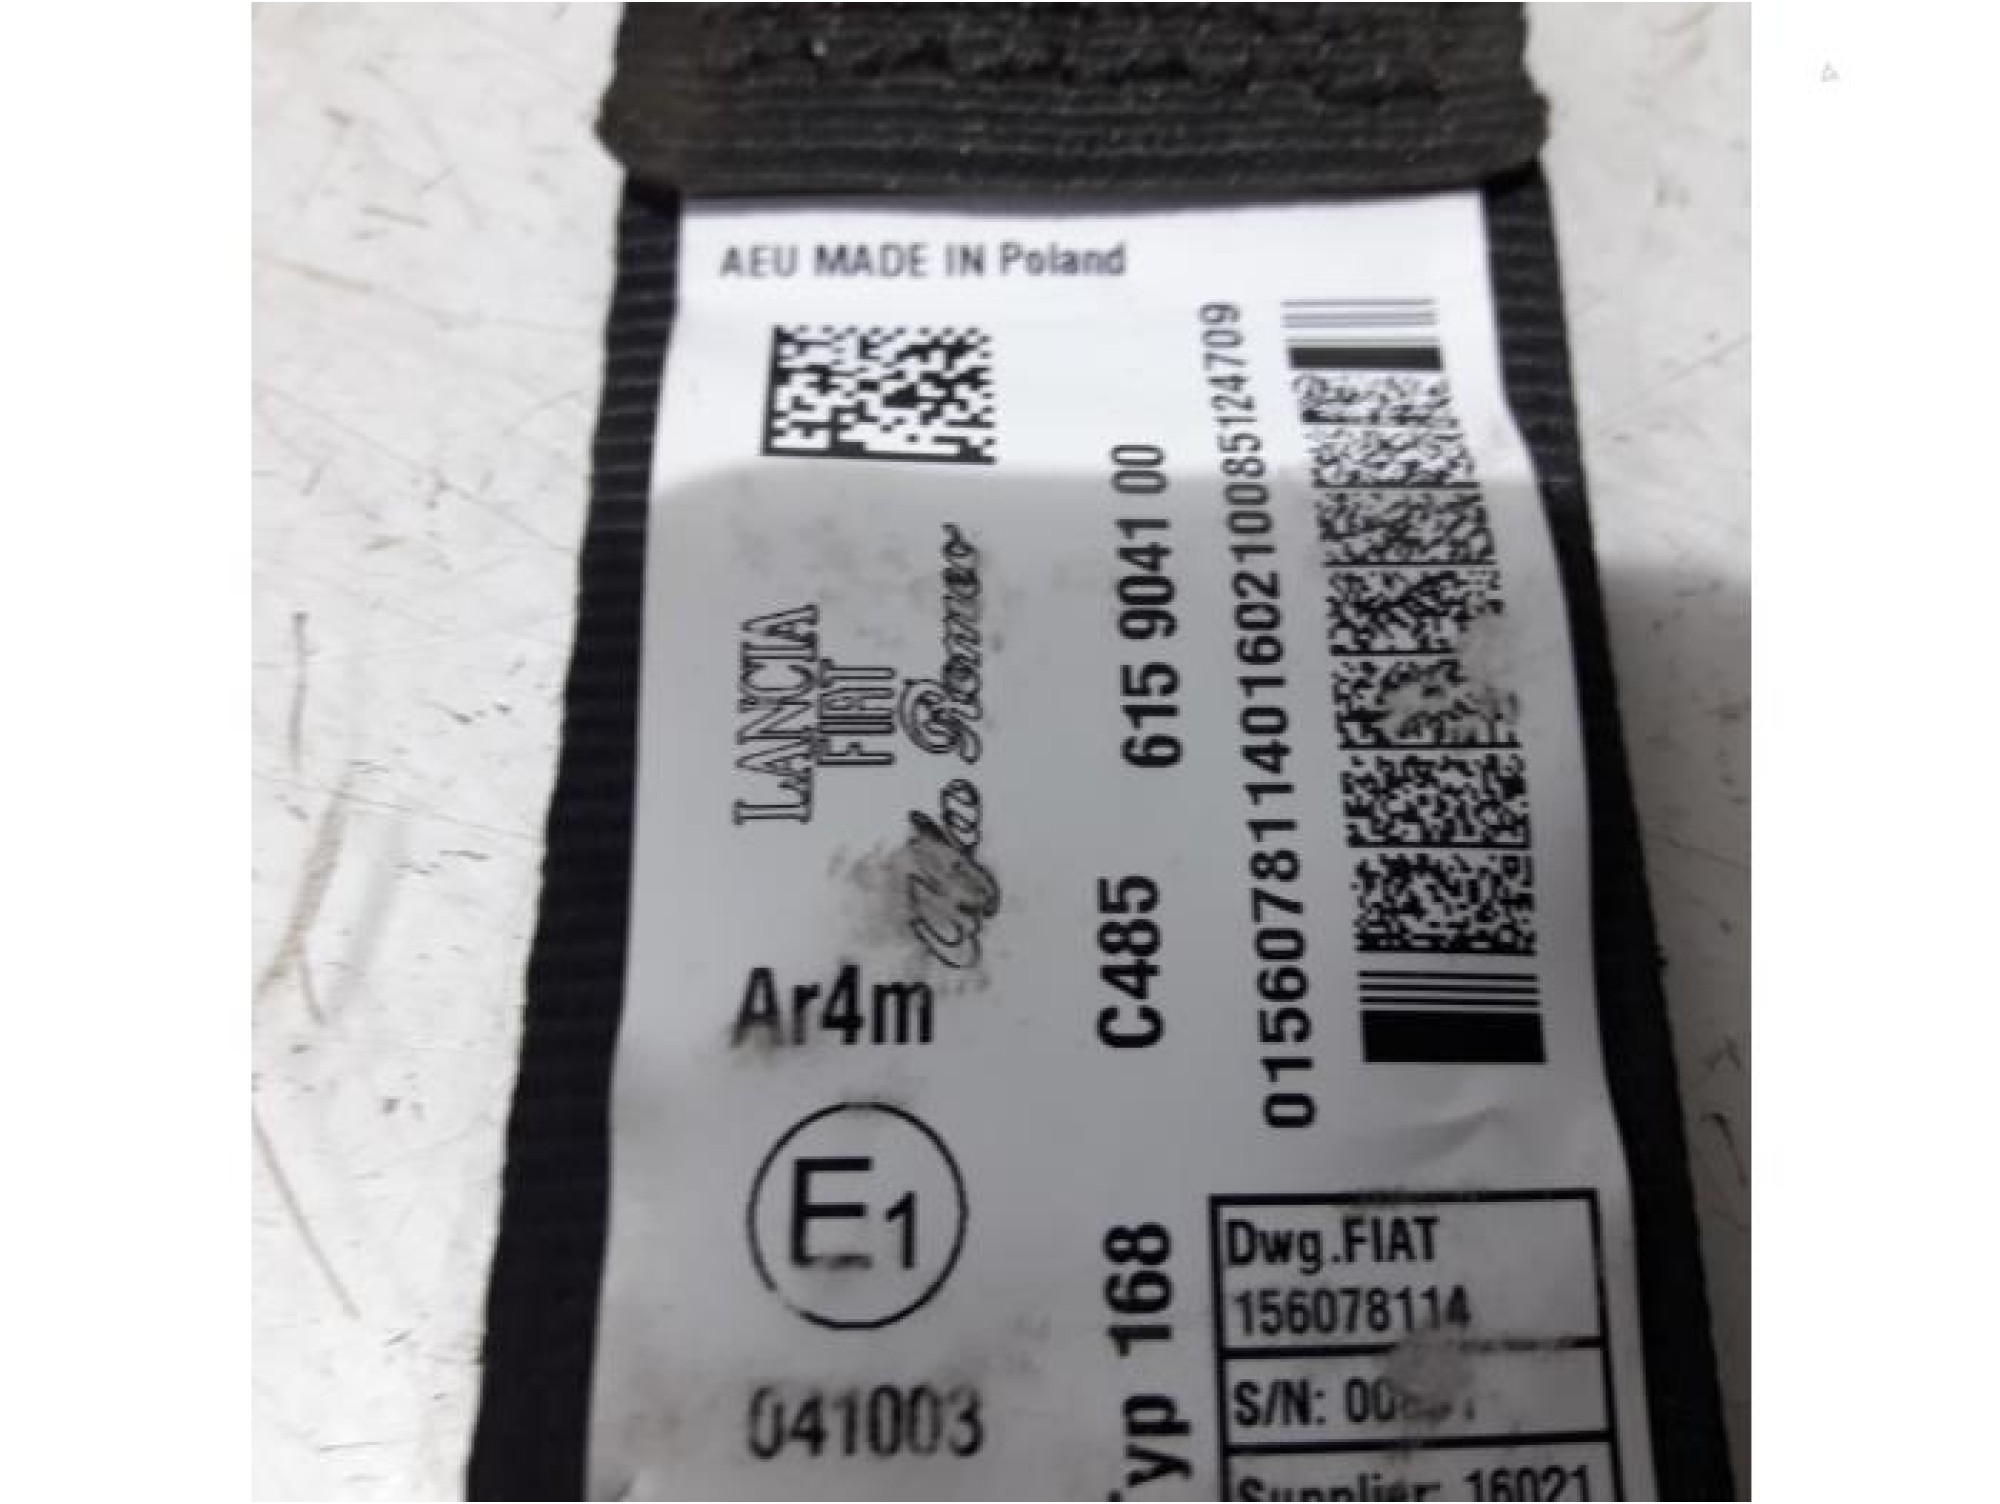 AEU MADE IN Poland
LANCIA
FIAT
Alfa Romeo
Ar4m
E1
041003
Typ 168 C485 615 9041 00
01560781140160210085124709
Dwg.FIAT
156078114
S/N: 00
Supplier: 16021